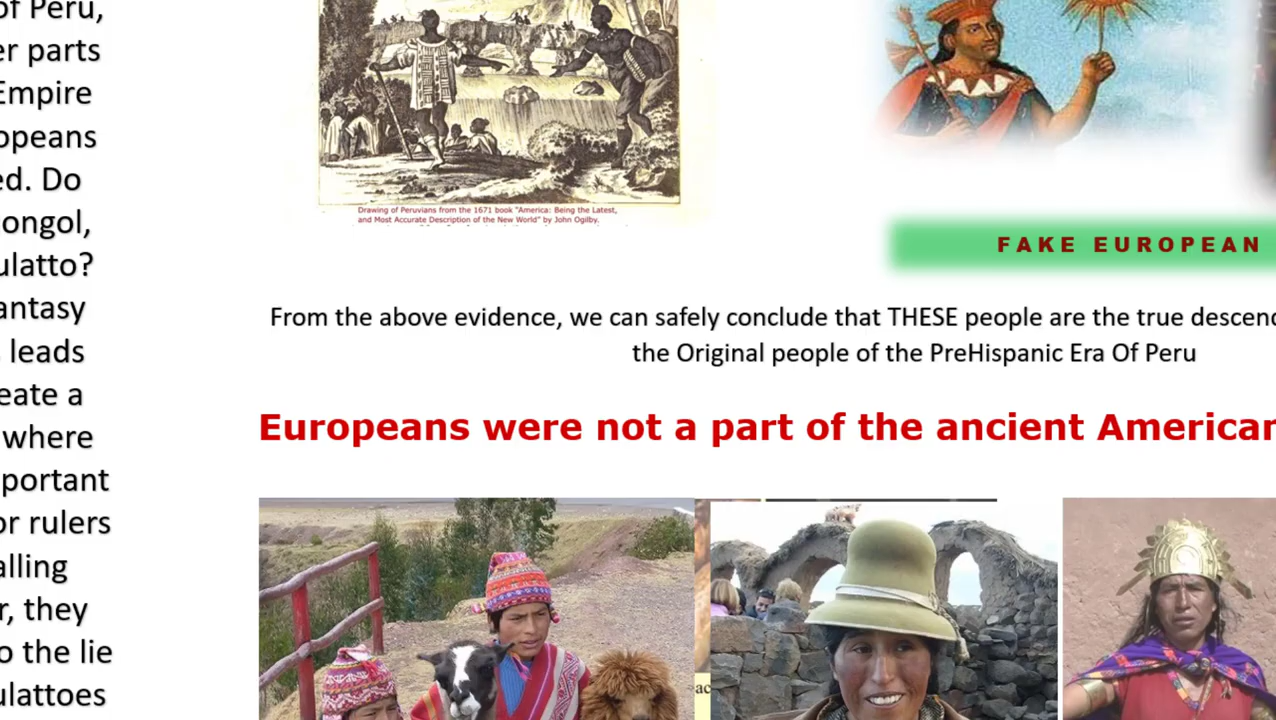 of Peru,
er parts
Empire
opeans
ed. Do
ongol,
ulatto?
antasy
leads
eate a
where
portant
or rulers
alling
r, they
o the lie
ulattoes
Drawing of Peruvians from the 1671 book "America: Being the Latest,
and Most Accurate Description of the New World" by John Ogilby.
FAKE EUROPEAN
From the above evidence, we can safely conclude that THESE people are the true descend
the Original people of the PreHispanic Era Of Peru
Europeans were not a part of the ancient American
ac